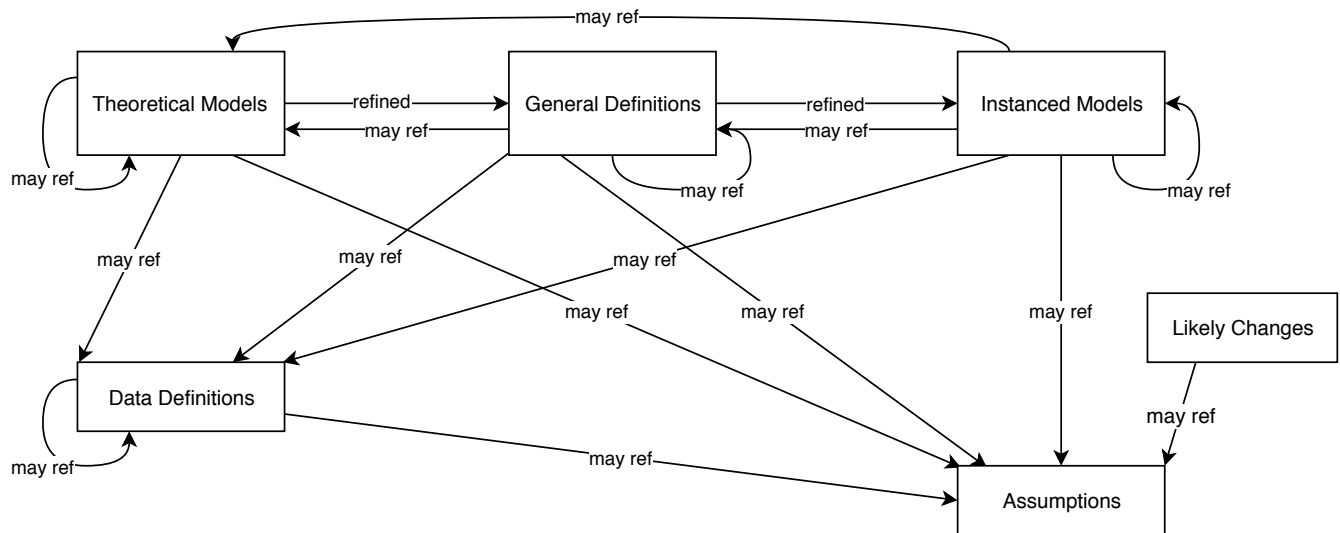 may ref
Theoretical Models
refined
General Definitions
refined
Instanced Models
may ref
may ref
may ref
may ref
may ref
may ref
may ref
may ref
may ref
may ref
may ref
Likely Changes
Data Definitions
may ref
may ref
may ref
Assumptions